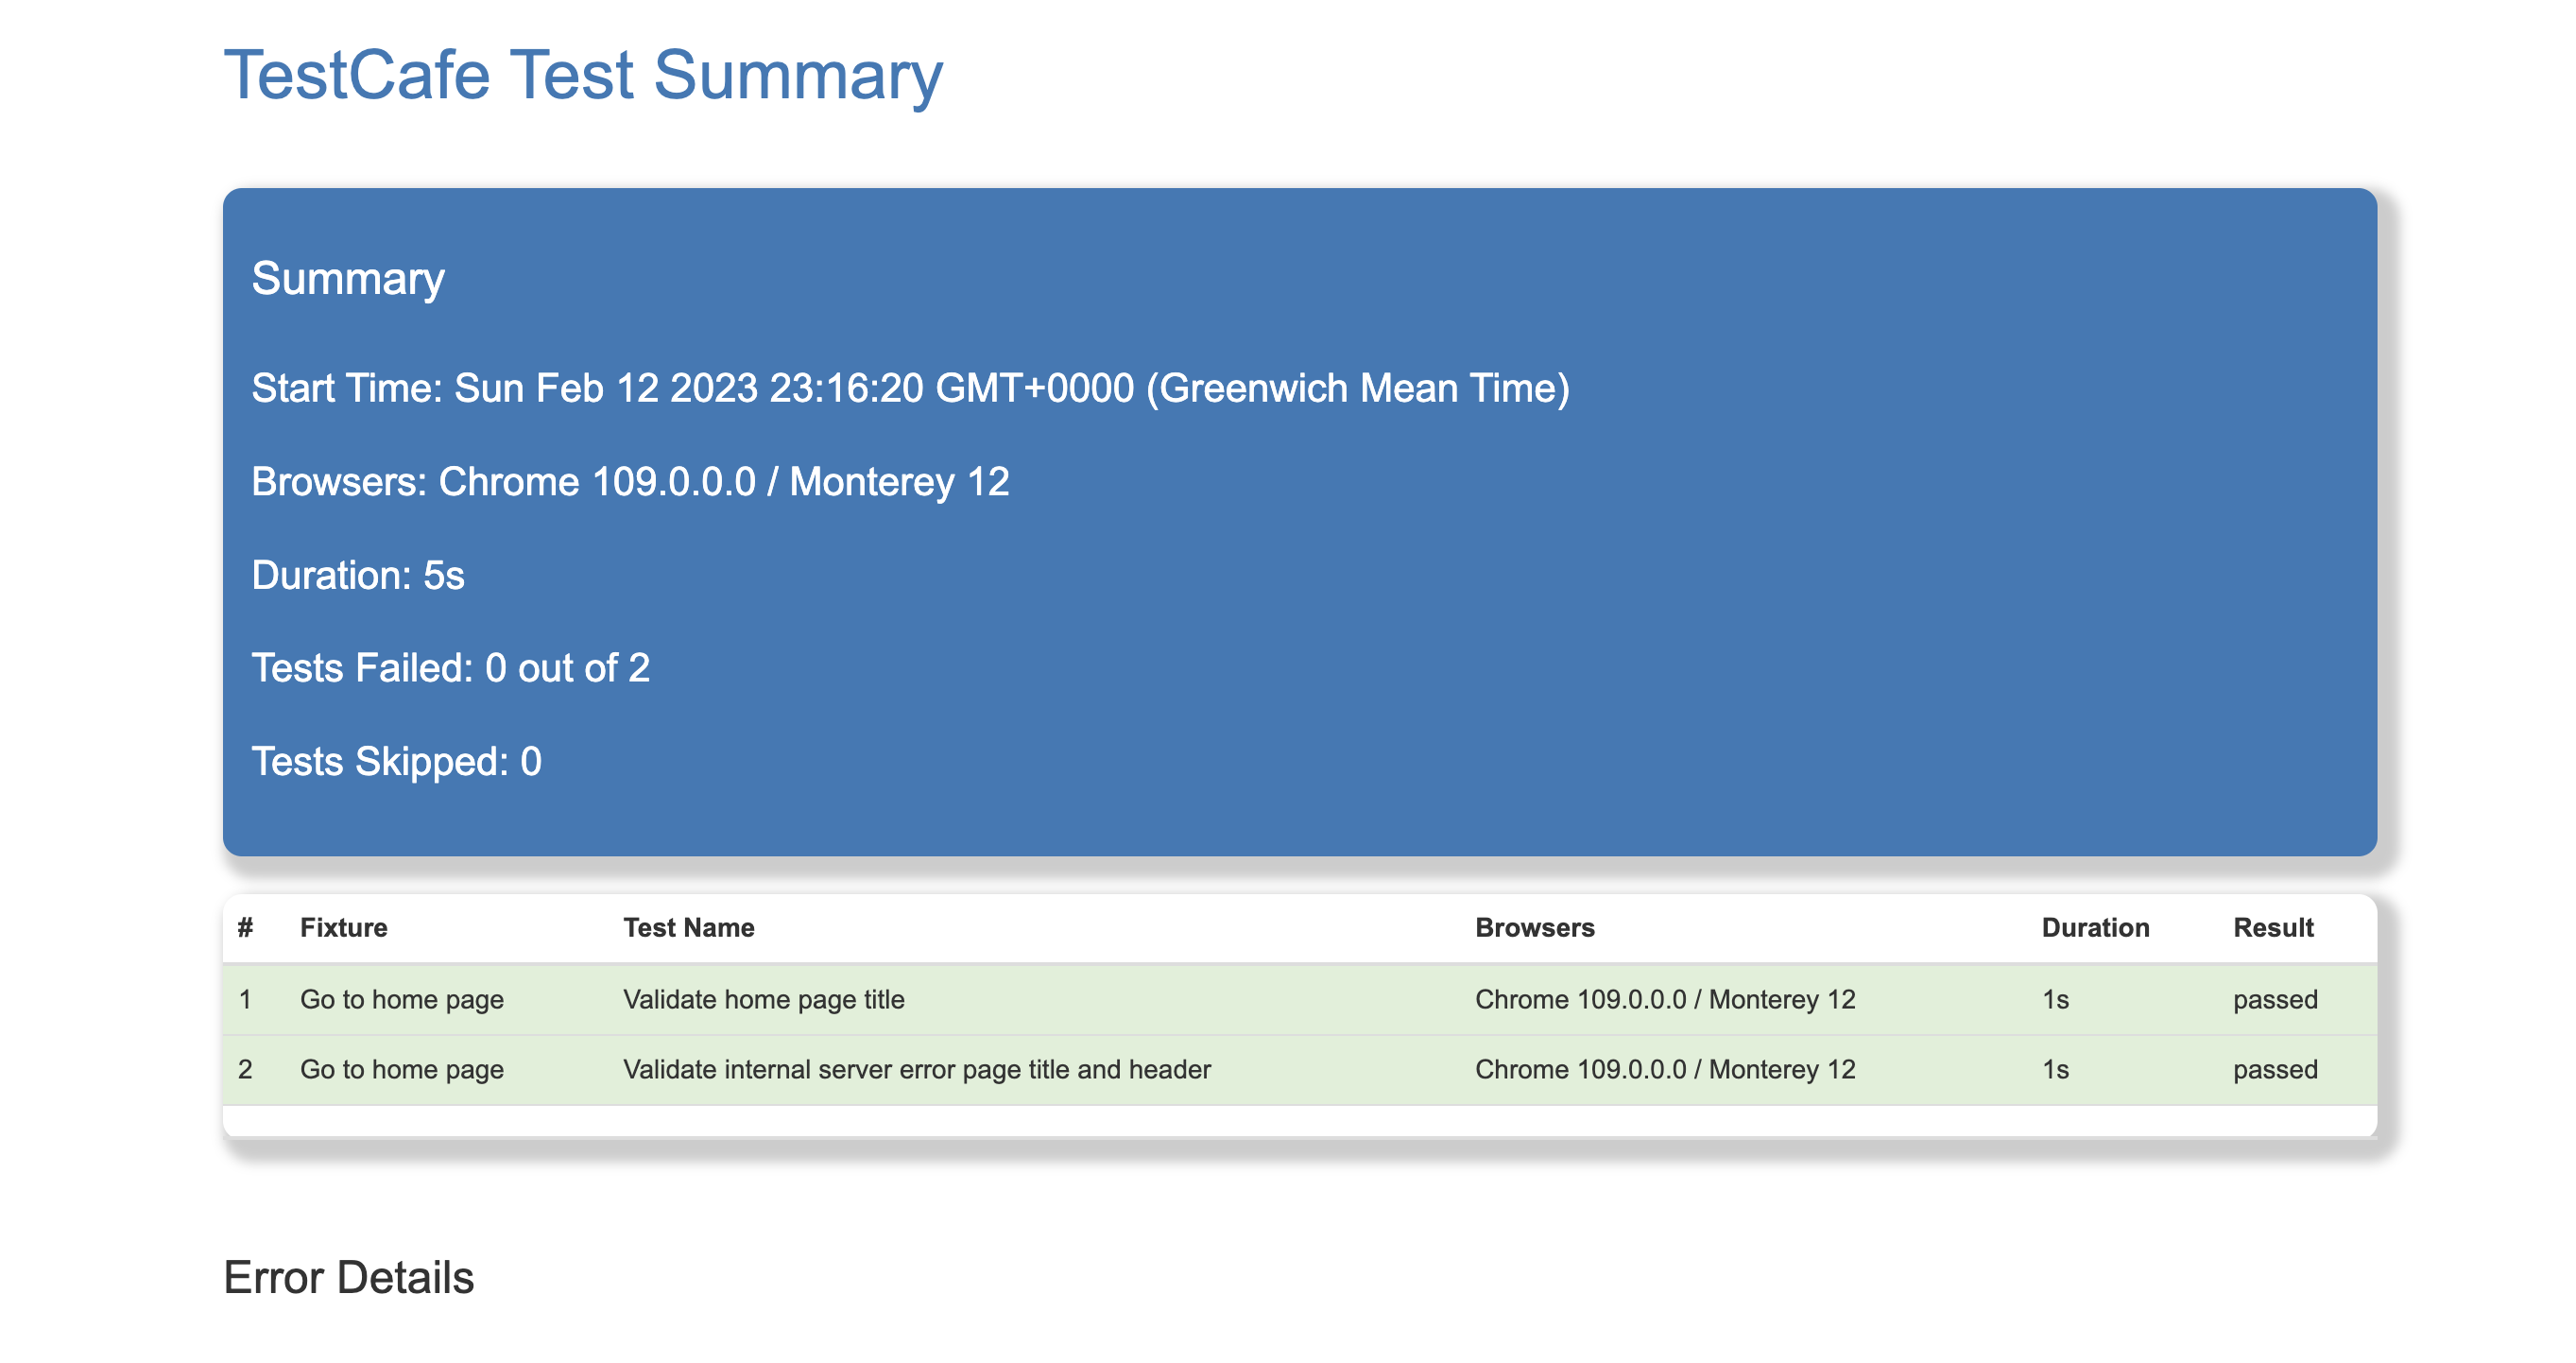 TestCafe Test Summary
Summary
Start Time: Sun Feb 12 2023 23:16:20 GMT+0000 (Greenwich Mean Time)
Browsers: Chrome 109.0.0.0 / Monterey 12
Duration: 5s
Tests Failed: 0 out of 2
Tests Skipped: 0
# Fixture Test Name Browsers Duration Result
1 Go to home page Validate home page title Chrome 109.0.0.0 / Monterey 12 1s passed
2 Go to home page Validate internal server error page title and header Chrome 109.0.0.0 / Monterey 12 1s passed
Error Details